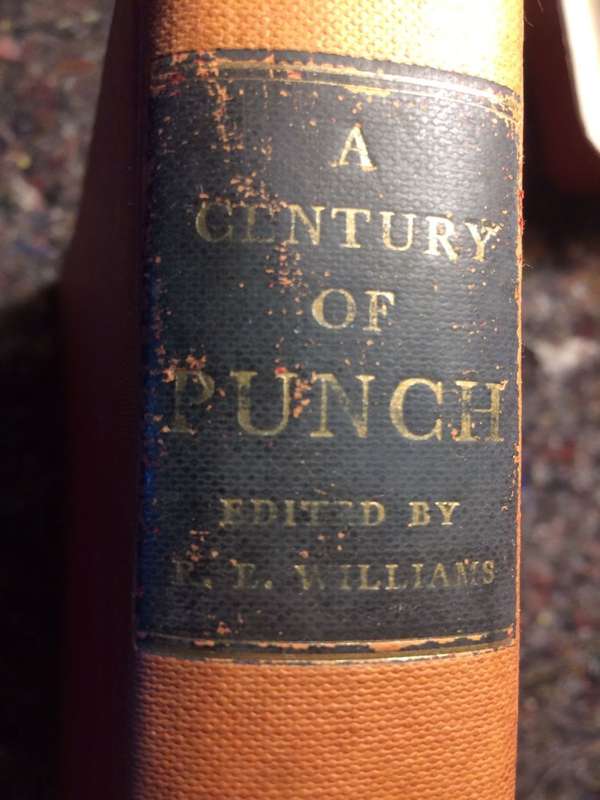 A
CENTURY
OF
PUNCH
EDITED BY
R. E. WILLIAMS